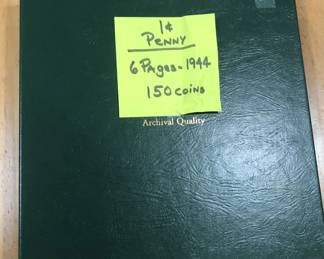 1¢
PENNY
6 Pages - 1944
150 coins
Archival Quality